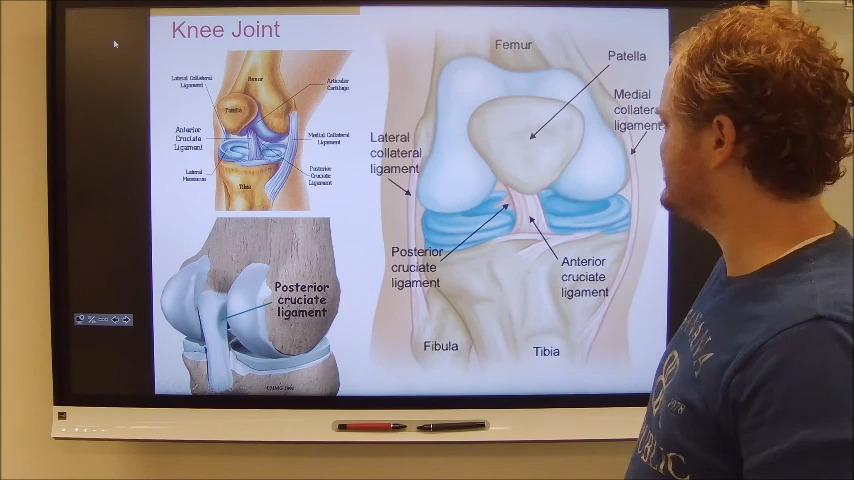 Knee Joint
Lateral Collateral
Ligament
Femur
Articular
Cartilage
Patella
Anterior
Cruciate
Ligament
Medial Collateral
Ligament
Lateral
Meniscus
Tibia
Posterior
Cruciate
Ligament
Posterior
cruciate
ligament
Femur
Patella
Medial
collateral
ligament
Lateral
collateral
ligament
Posterior
cruciate
ligament
Anterior
cruciate
ligament
Fibula
Tibia
1978